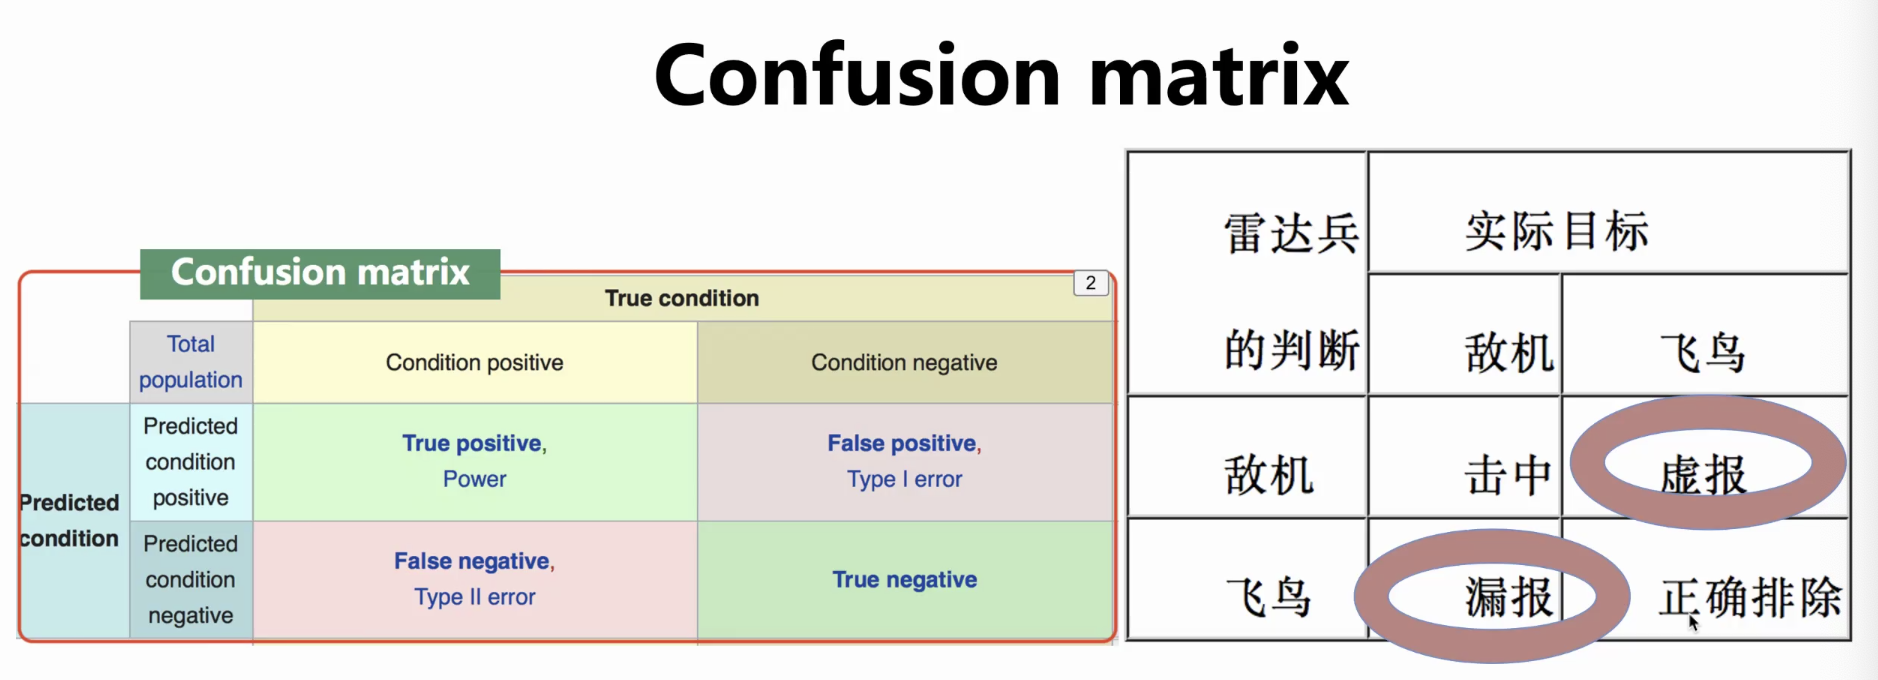 Confusion matrix
Confusion matrix
2
True condition
Total
population
Condition positive
Condition negative
Predicted
condition
Predicted
condition
positive
True positive,
Power
False positive,
Type I error
Predicted
condition
negative
False negative,
Type II error
True negative
雷达兵
的判断
实际目标
敌机
飞鸟
敌机
击中
虚报
飞鸟
漏报
正确排除